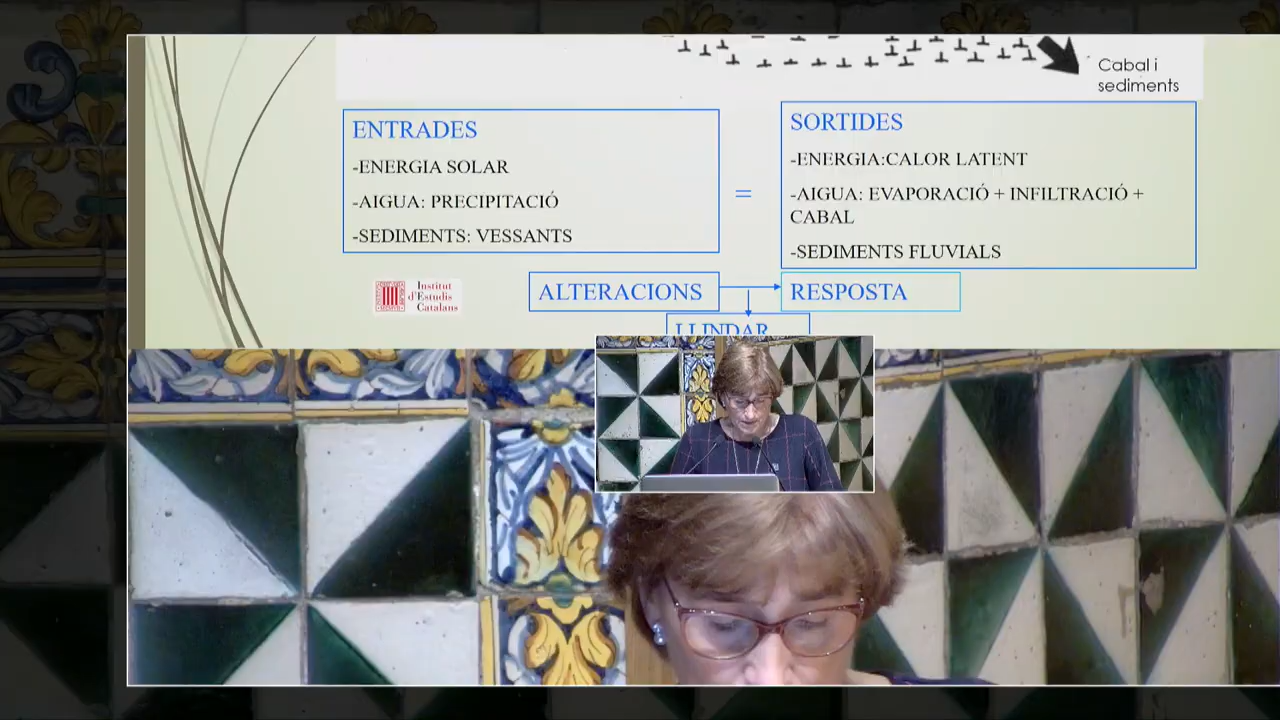 Cabal i
sediments
ENTRADES
-ENERGIA SOLAR
-AIGUA: PRECIPITACIÓ
-SEDIMENTS: VESSANTS
=
SORTIDES
-ENERGIA:CALOR LATENT
-AIGUA: EVAPORACIÓ + INFILTRACIÓ +
CABAL
-SEDIMENTS FLUVIALS
Institut
d'Estudis
Catalans
ALTERACIONS
RESPOSTA
LLINDAR